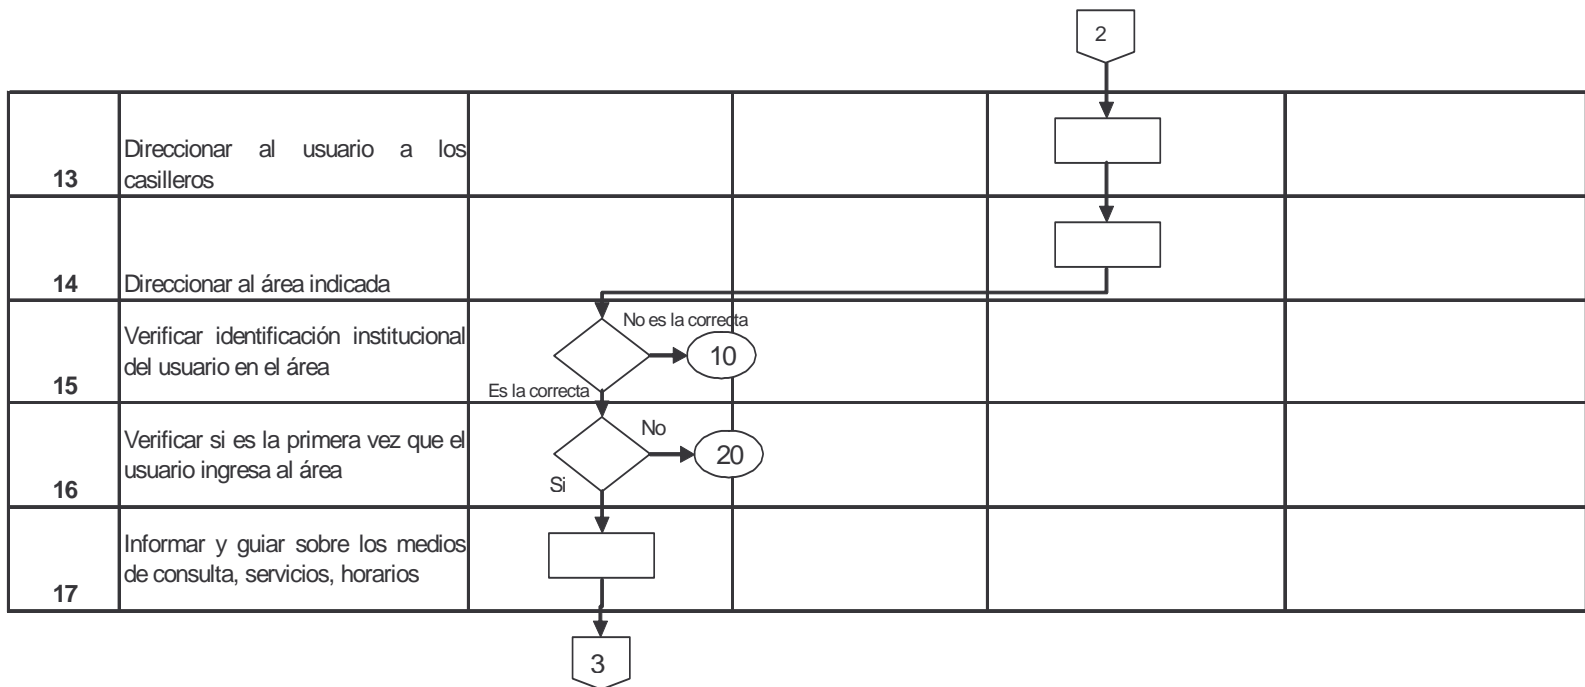 2
Direccionar al usuario a los
casilleros
13
Direccionar al área indicada
14
Verificar identificación institucional
del usuario en el área
15
No es la correcta
10
Es la correcta
Verificar si es la primera vez que el
usuario ingresa al área
16
No
20
Si
Informar y guiar sobre los medios
de consulta, servicios, horarios
17
3